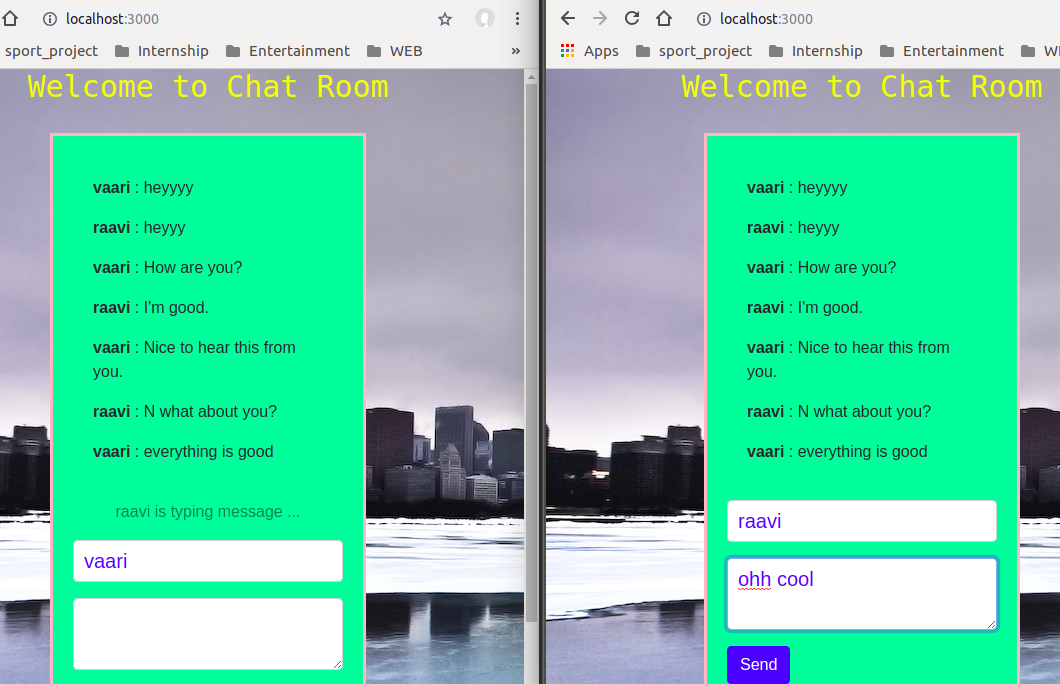 localhost:3000
sport_project Internship Entertainment WEB »
Welcome to Chat Room
vaari : heyyyy
raavi : heyyy
vaari : How are you?
raavi : I'm good.
vaari : Nice to hear this from
you.
raavi : N what about you?
vaari : everything is good
raavi is typing message ...
vaari
localhost:3000
Apps sport_project Internship Entertainment
Welcome to Chat Room
vaari : heyyyy
raavi : heyyy
vaari : How are you?
raavi : I'm good.
vaari : Nice to hear this from
you.
raavi : N what about you?
vaari : everything is good
raavi
ohh cool
Send